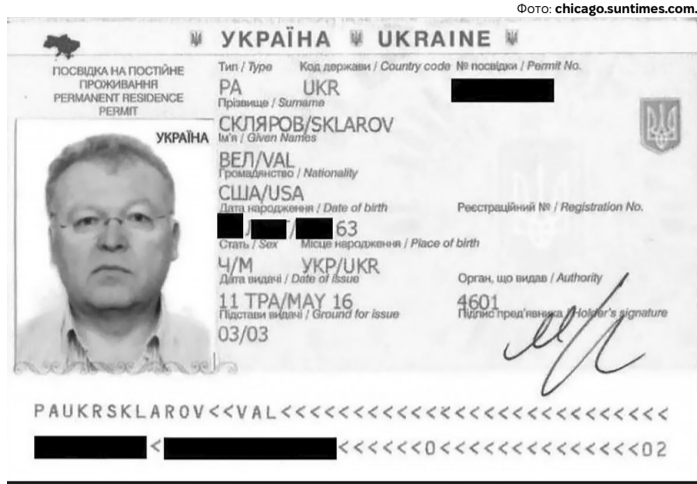 Фото: chicago.suntimes.com.
УКРАЇНА UKRAINE
ПОСВІДКА НА ПОСТІЙНЕ
ПРОЖИВАННЯ
PERMANENT RESIDENCE
PERMIT
УКРАЇНА
Тип / Type Код держави / Country code № посвідки / Permit No.
PA UKR
Прізвище / Surname
СКЛЯРОВ/SKLAROV
Ім'я / Given Names
ВЕЛ/VAL
Громадянство / Nationality
США/USA
Дата народження / Date of birth Реєстраційний № / Registration No.
63
Стать / Sex Місце народження / Place of birth
Ч/M УКР/UKR
Дата видачі / Date of issue Орган, що видав / Authority
11 ТРА/MAY 16 4601
Підстави видачі / Ground for issue Підпис пред'явника / Holder's signature
03/03
PAUKRSKLAROV<<VAL<<<<<<<<<<<<<<<<<<<<<<<<<<<
< <<<<<<0<<<<<<<<<<<<<<02